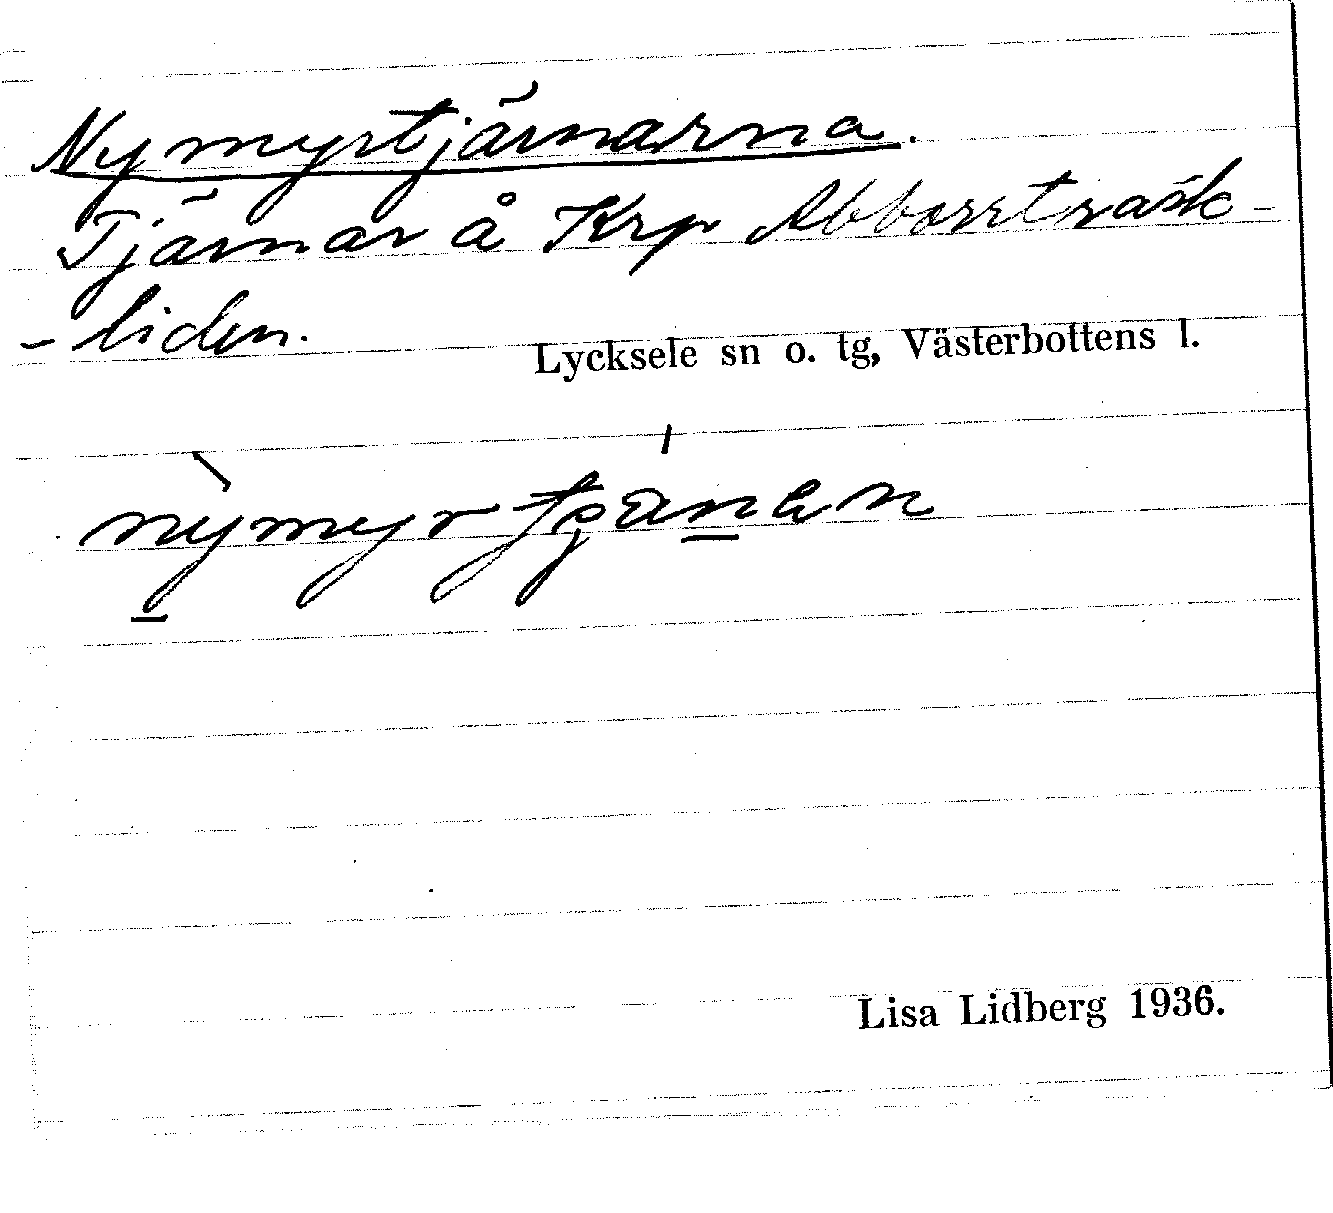 Nymyrtjärnarna.
Tjärnar å Krp Abborrträsk-
-liden.
Lycksele sn o. tg, Västerbottens l.
Lisa Lidberg 1936.